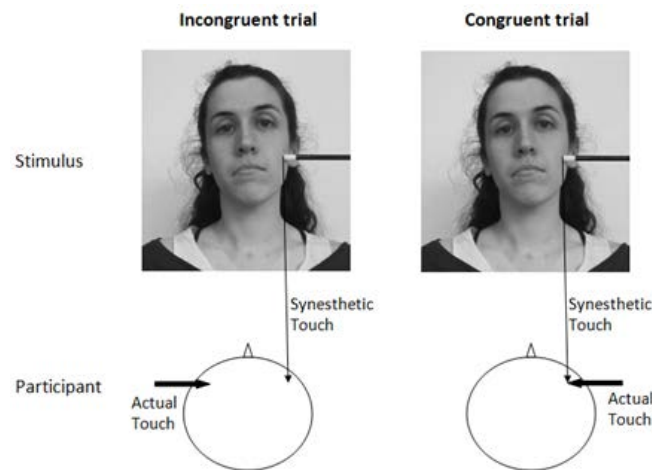 Incongruent trial
Congruent trial
Stimulus
Synesthetic
Touch
Synesthetic
Touch
Participant
Actual
Touch
Actual
Touch